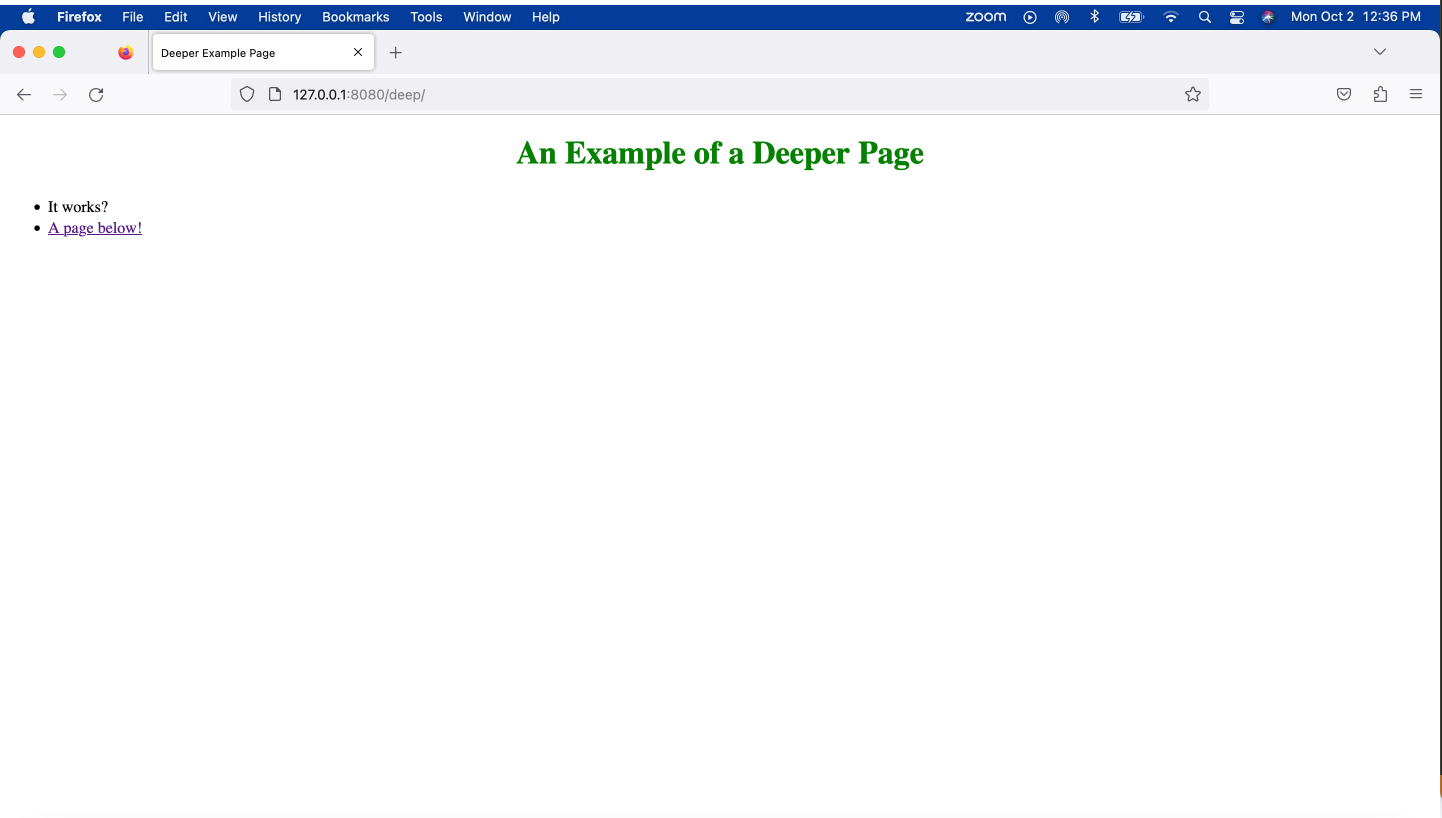 Firefox File Edit View History Bookmarks Tools Window Help zoom Mon Oct 2 12:36 PM
Deeper Example Page
127.0.0.1:8080/deep/
An Example of a Deeper Page
It works?
A page below!